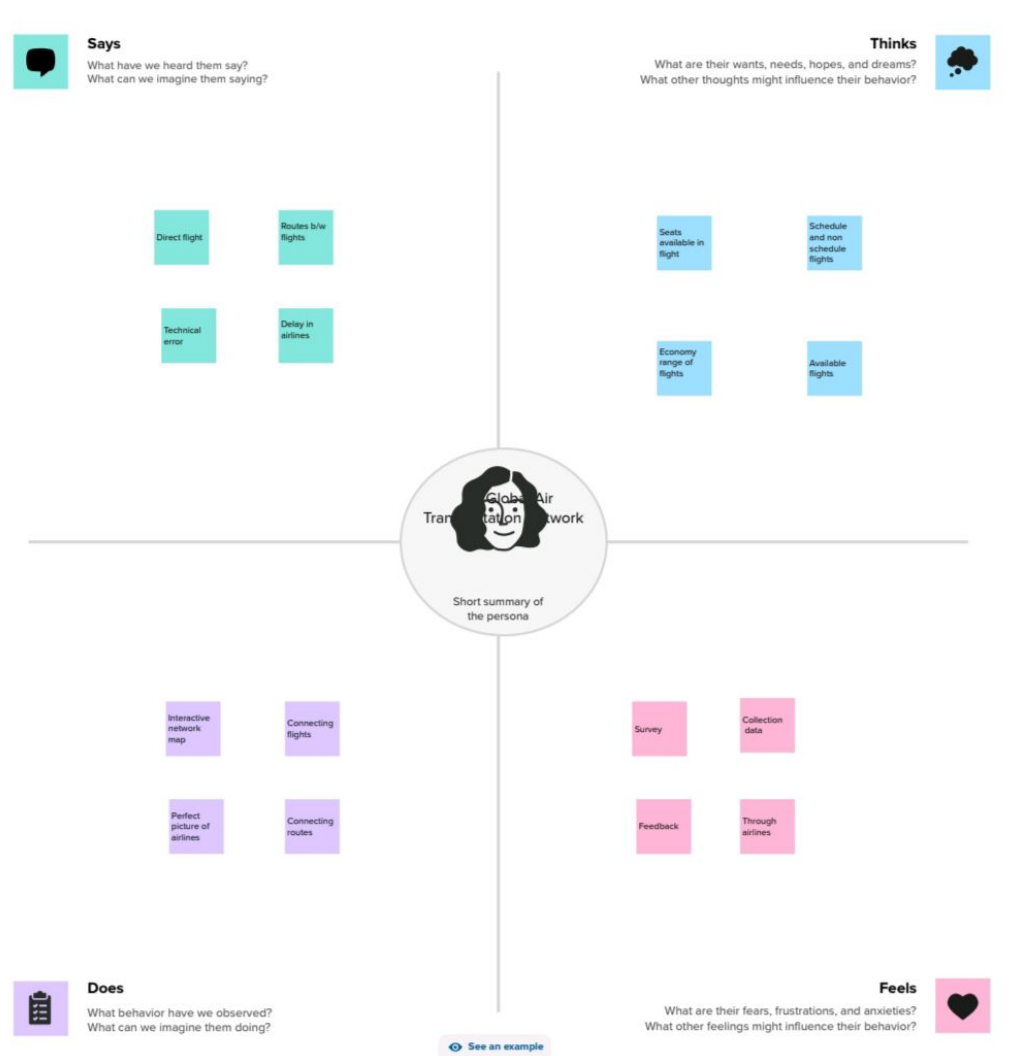 Says
What have we heard them say?
What can we imagine them saying?
Thinks
What are their wants, needs, hopes, and dreams?
What other thoughts might influence their behavior?
Direct flight
Routes b/w
flights
Technical
error
Delay in
airlines
Seats
available in
flight
Schedule
and non
schedule
flights
Economy
range of
flights
Available
flights
Global Air
Network
Short summary of
the persona
Interactive
network
map
Connecting
flights
Perfect
picture of
airlines
Connecting
routes
Survey
Collection
data
Feedback
Through
airlines
Does
What behavior have we observed?
What can we imagine them doing?
Feels
What are their fears, frustrations, and anxieties?
What other feelings might influence their behavior?
See an example